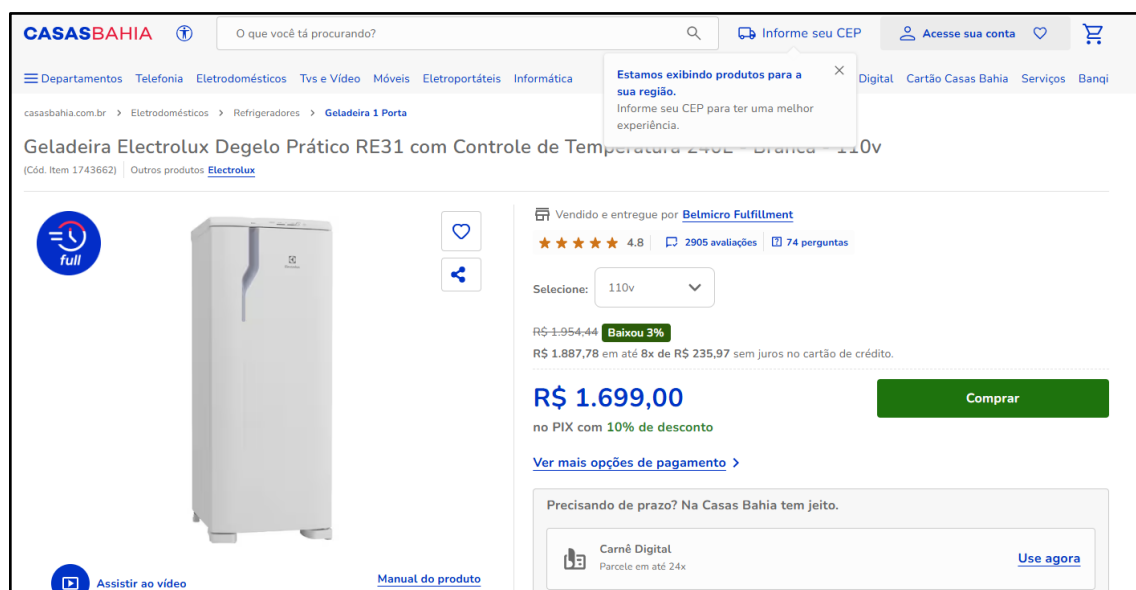 CASASBAHIA
O que você tá procurando?
Informe seu CEP
Acesse sua conta
Departamentos Telefonia Eletrodomésticos Tvs e Vídeo Móveis Eletroportáteis Informática
Digital Cartão Casas Bahia Serviços Banqi
Estamos exibindo produtos para a
sua região.
Informe seu CEP para ter uma melhor
experiência.
casasbahia.com.br > Eletrodomésticos > Refrigeradores > Geladeira 1 Porta
Geladeira Electrolux Degelo Prático RE31 com Controle de Temperatura 240L - Branca - 110v
(Cód. Item 1743662) Outros produtos Electrolux
full
Electrolux
Vendido e entregue por Belmicro Fulfillment
4.8 2905 avaliações 74 perguntas
Selecione: 110v
R$ 1.954,44 Baixou 3%
R$ 1.887,78 em até 8x de R$ 235,97 sem juros no cartão de crédito.
R$ 1.699,00
Comprar
no PIX com 10% de desconto
Ver mais opções de pagamento >
Precisando de prazo? Na Casas Bahia tem jeito.
Carnê Digital
Parcele em até 24x
Use agora
Assistir ao vídeo
Manual do produto